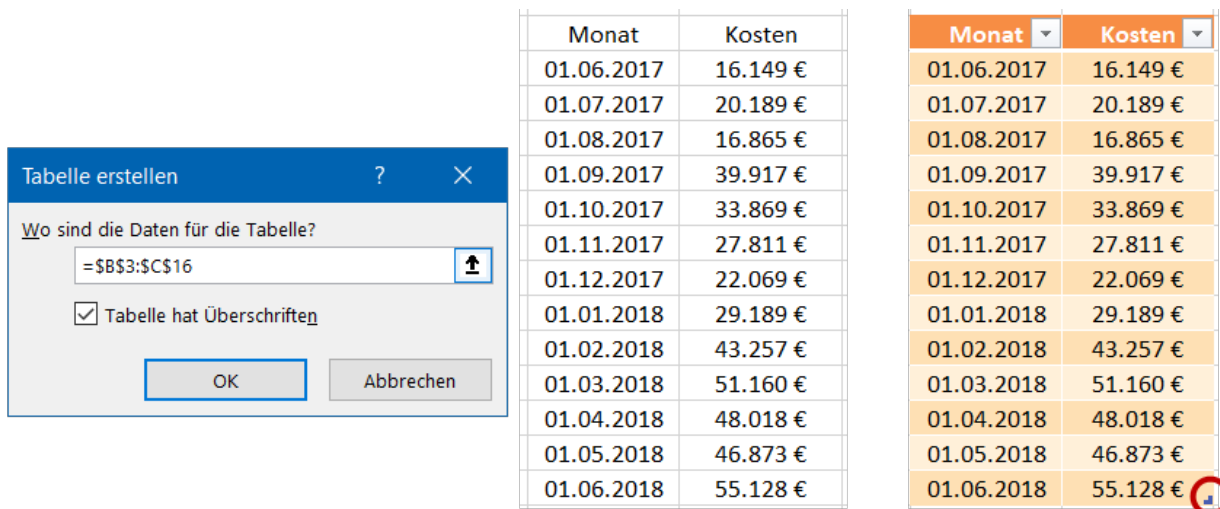 Tabelle erstellen ?
Wo sind die Daten für die Tabelle?
=$B$3:$C$16
Tabelle hat Überschriften
OK Abbrechen
Monat Kosten
01.06.2017 16.149 €
01.07.2017 20.189 €
01.08.2017 16.865 €
01.09.2017 39.917 €
01.10.2017 33.869 €
01.11.2017 27.811 €
01.12.2017 22.069 €
01.01.2018 29.189 €
01.02.2018 43.257 €
01.03.2018 51.160 €
01.04.2018 48.018 €
01.05.2018 46.873 €
01.06.2018 55.128 €
Monat Kosten
01.06.2017 16.149 €
01.07.2017 20.189 €
01.08.2017 16.865 €
01.09.2017 39.917 €
01.10.2017 33.869 €
01.11.2017 27.811 €
01.12.2017 22.069 €
01.01.2018 29.189 €
01.02.2018 43.257 €
01.03.2018 51.160 €
01.04.2018 48.018 €
01.05.2018 46.873 €
01.06.2018 55.128 €